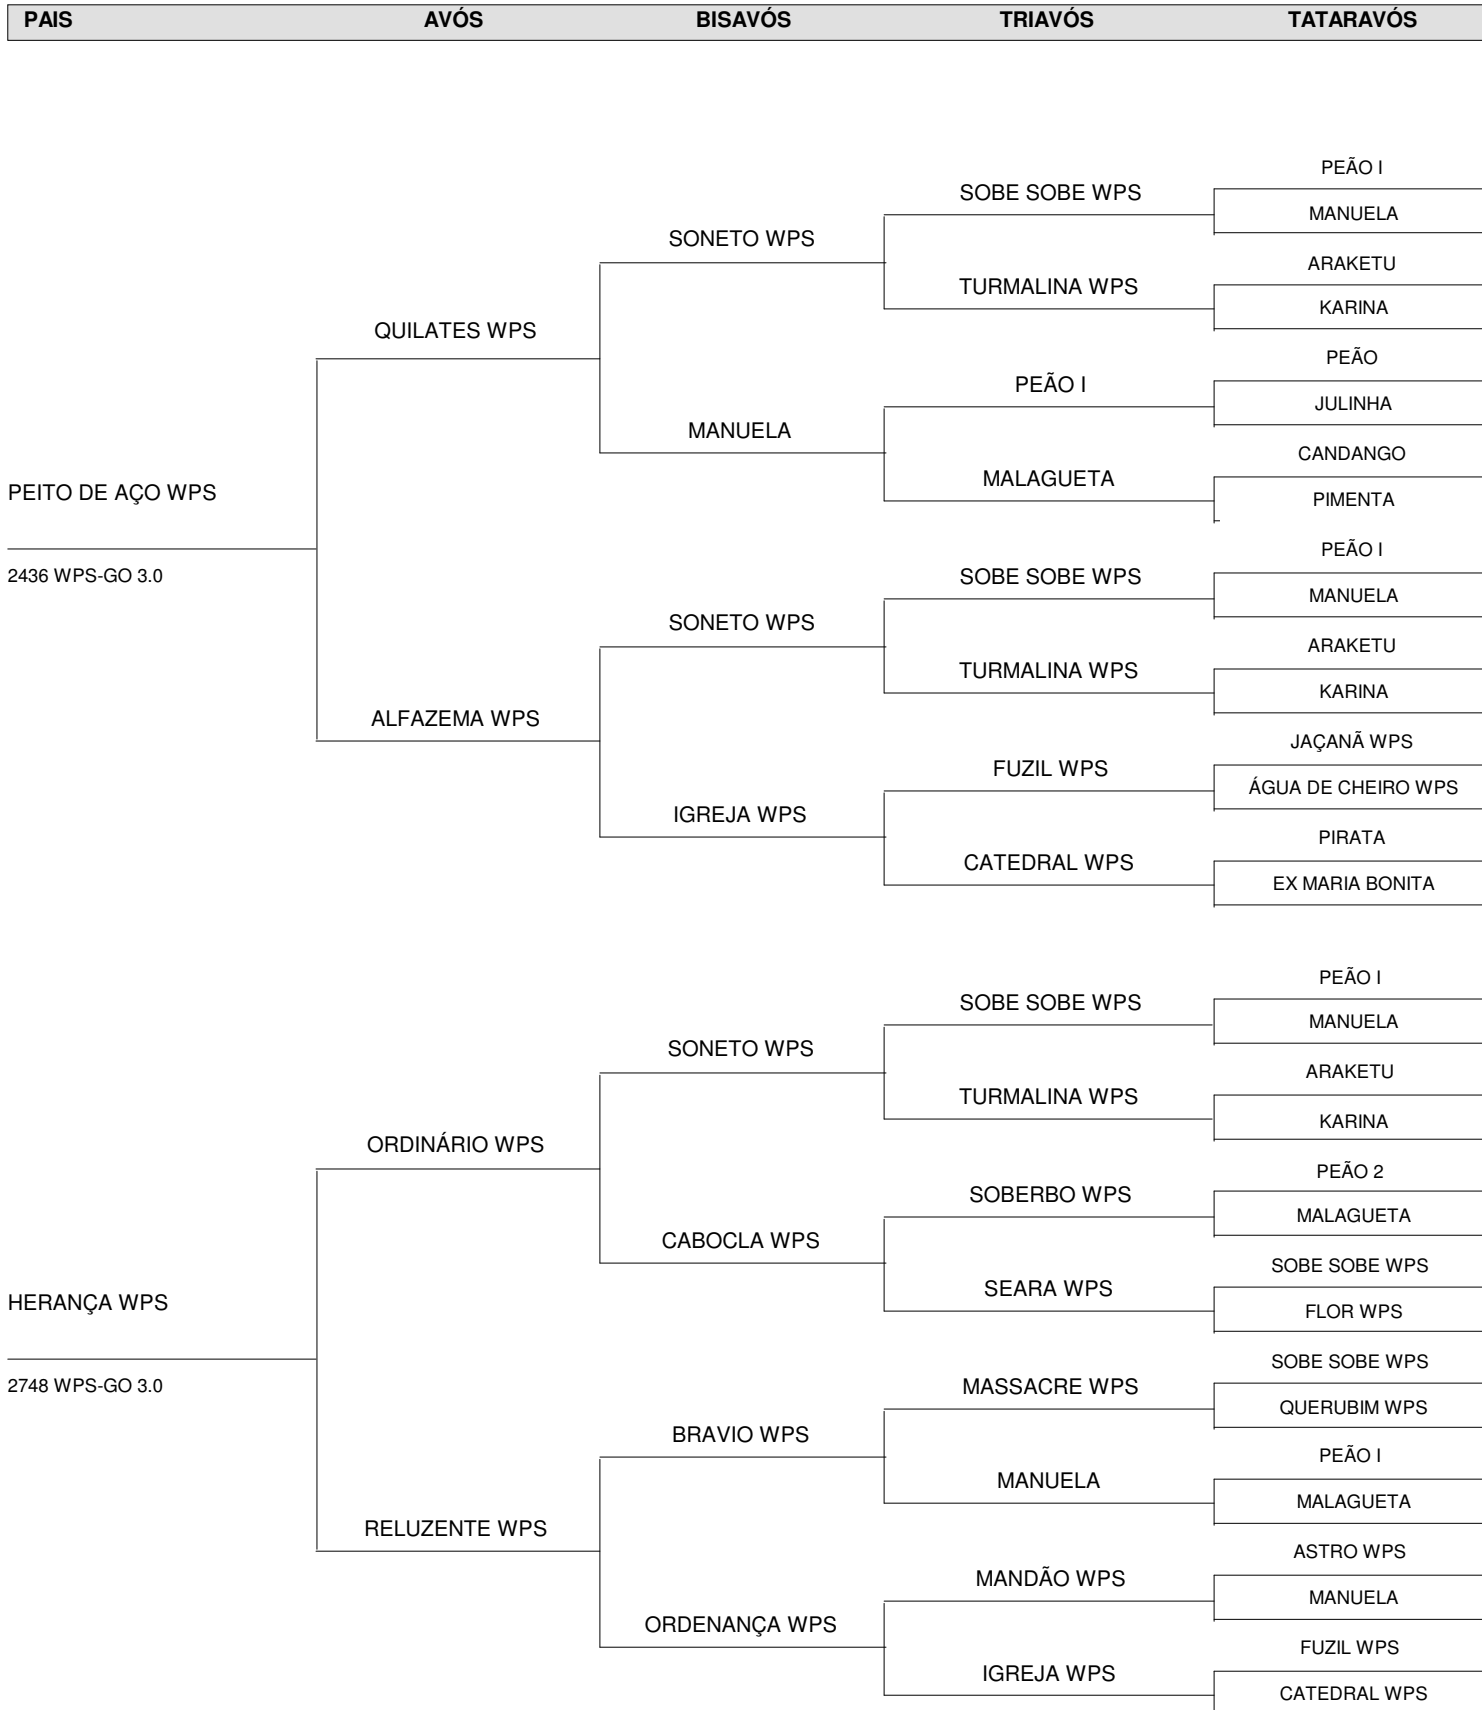 PAIS AVÓS BISAVÓS TRIAVÓS TATARAVÓS
PEÃO I
SOBE SOBE WPS
MANUELA
SONETO WPS
ARAKETU
TURMALINA WPS
KARINA
QUILATES WPS
PEÃO
PEÃO I
JULINHA
MANUELA
CANDANGO
MALAGUETA
PEITO DE AÇO WPS
PIMENTA
PEÃO I
2436 WPS-GO 3.0
SOBE SOBE WPS
MANUELA
SONETO WPS
ARAKETU
TURMALINA WPS
KARINA
ALFAZEMA WPS
JAÇANÃ WPS
FUZIL WPS
ÁGUA DE CHEIRO WPS
IGREJA WPS
PIRATA
CATEDRAL WPS
EX MARIA BONITA
PEÃO I
SOBE SOBE WPS
MANUELA
SONETO WPS
ARAKETU
TURMALINA WPS
KARINA
ORDINÁRIO WPS
PEÃO 2
SOBERBO WPS
MALAGUETA
CABOCLA WPS
SOBE SOBE WPS
SEARA WPS
HERANÇA WPS
FLOR WPS
SOBE SOBE WPS
2748 WPS-GO 3.0
MASSACRE WPS
QUERUBIM WPS
BRAVIO WPS
PEÃO I
MANUELA
MALAGUETA
RELUZENTE WPS
ASTRO WPS
MANDÃO WPS
MANUELA
ORDENANÇA WPS
FUZIL WPS
IGREJA WPS
CATEDRAL WPS